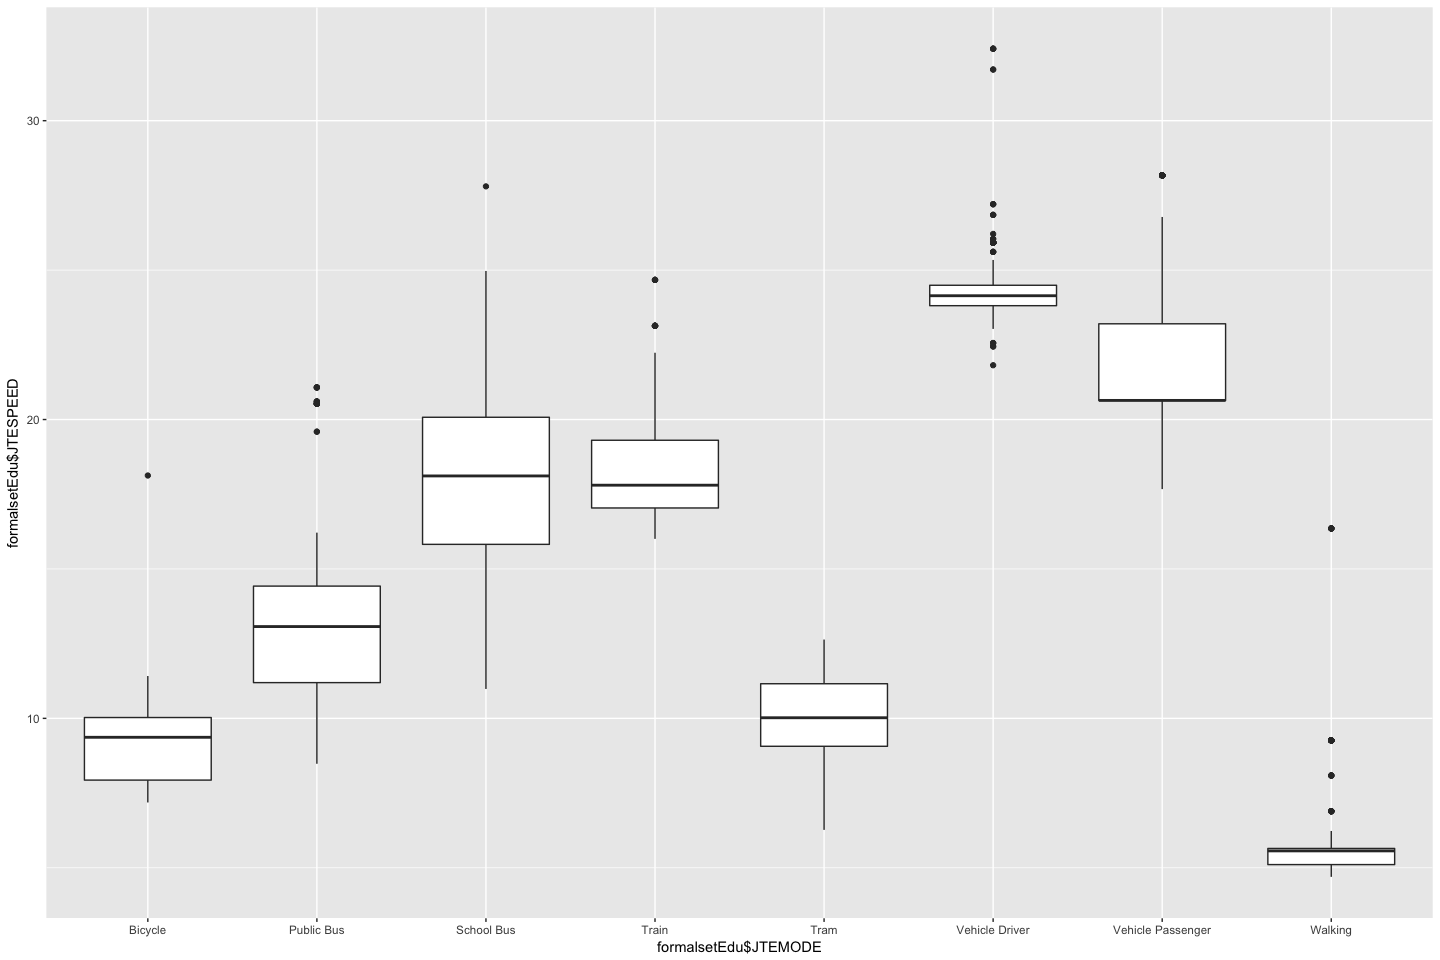 formalsetEdu$JTESPEED
30
20
10
Bicycle Public Bus School Bus Train Tram Vehicle Driver Vehicle Passenger Walking
formalsetEdu$JTEMODE